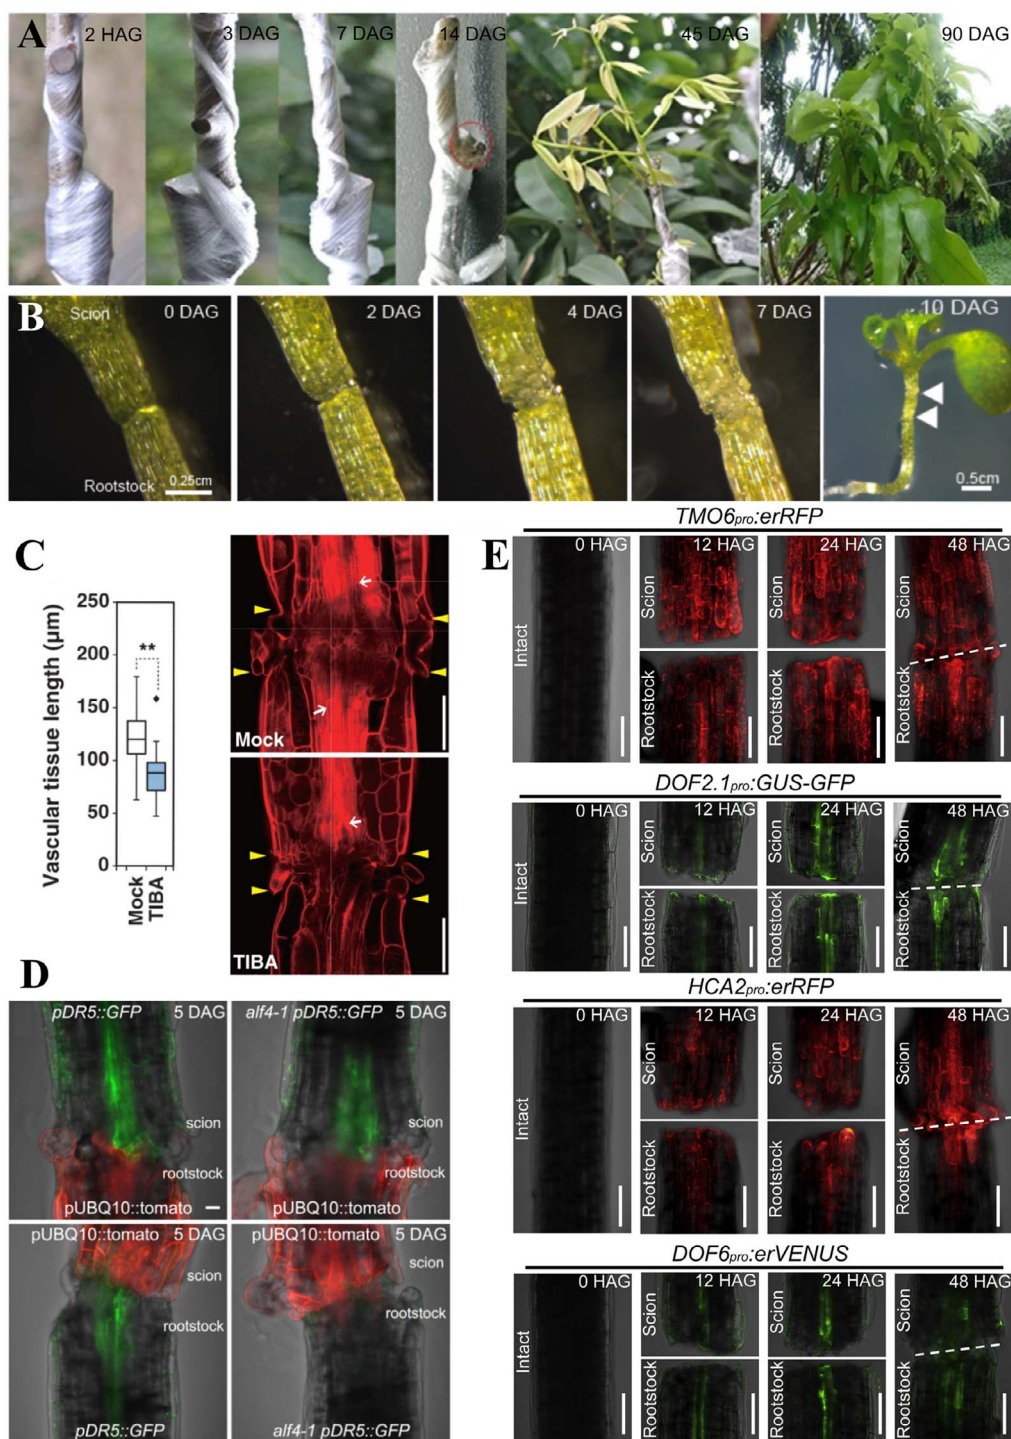 A
2 HAG
3 DAG
7 DAG
14 DAG
45 DAG
90 DAG
B
Scion
0 DAG
2 DAG
4 DAG
7 DAG
10 DAG
Rootstock
0.25cm
0.5cm
C
Vascular tissue length (μm)
250
200
150
100
50
0
**
Mock
TIBA
Mock
TIBA
D
pDR5::GFP 5 DAG
scion
rootstock
pUBQ10::tomato
alf4-1 pDR5::GFP 5 DAG
scion
rootstock
pUBQ10::tomato
pUBQ10::tomato 5 DAG
scion
rootstock
pDR5::GFP
pUBQ10::tomato 5 DAG
scion
rootstock
alf4-1 pDR5::GFP
E
TMO6pro:erRFP
0 HAG
12 HAG
24 HAG
48 HAG
Intact
Scion
Scion
Scion
Rootstock
Rootstock
Rootstock
DOF2.1pro:GUS-GFP
0 HAG
12 HAG
24 HAG
48 HAG
Intact
Scion
Scion
Scion
Rootstock
Rootstock
Rootstock
HCA2pro:erRFP
0 HAG
12 HAG
24 HAG
48 HAG
Intact
Scion
Scion
Scion
Rootstock
Rootstock
Rootstock
DOF6pro:erVENUS
0 HAG
12 HAG
24 HAG
48 HAG
Intact
Scion
Scion
Scion
Rootstock
Rootstock
Rootstock